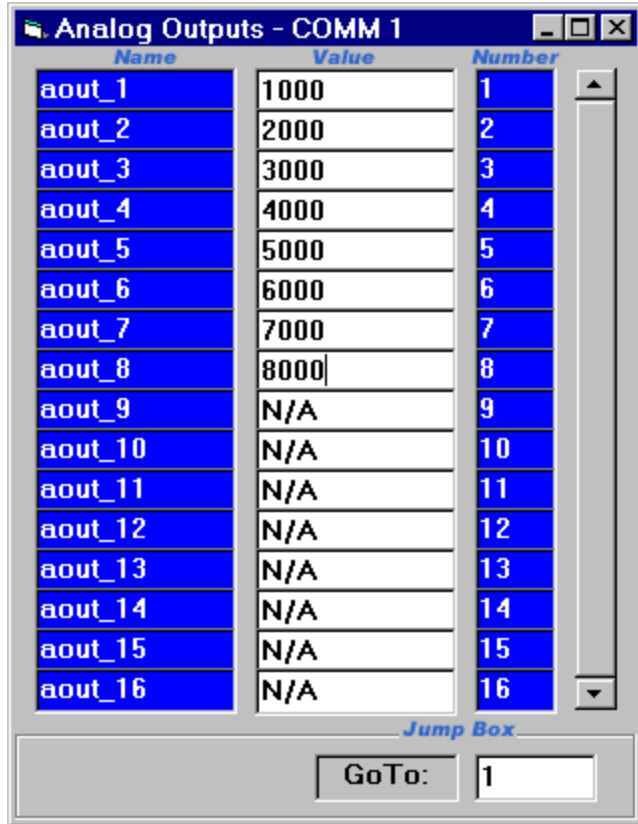 Analog Outputs - COMM 1
Name Value Number
aout_1 1000 1
aout_2 2000 2
aout_3 3000 3
aout_4 4000 4
aout_5 5000 5
aout_6 6000 6
aout_7 7000 7
aout_8 8000 8
aout_9 N/A 9
aout_10 N/A 10
aout_11 N/A 11
aout_12 N/A 12
aout_13 N/A 13
aout_14 N/A 14
aout_15 N/A 15
aout_16 N/A 16
Jump Box
GoTo: 1